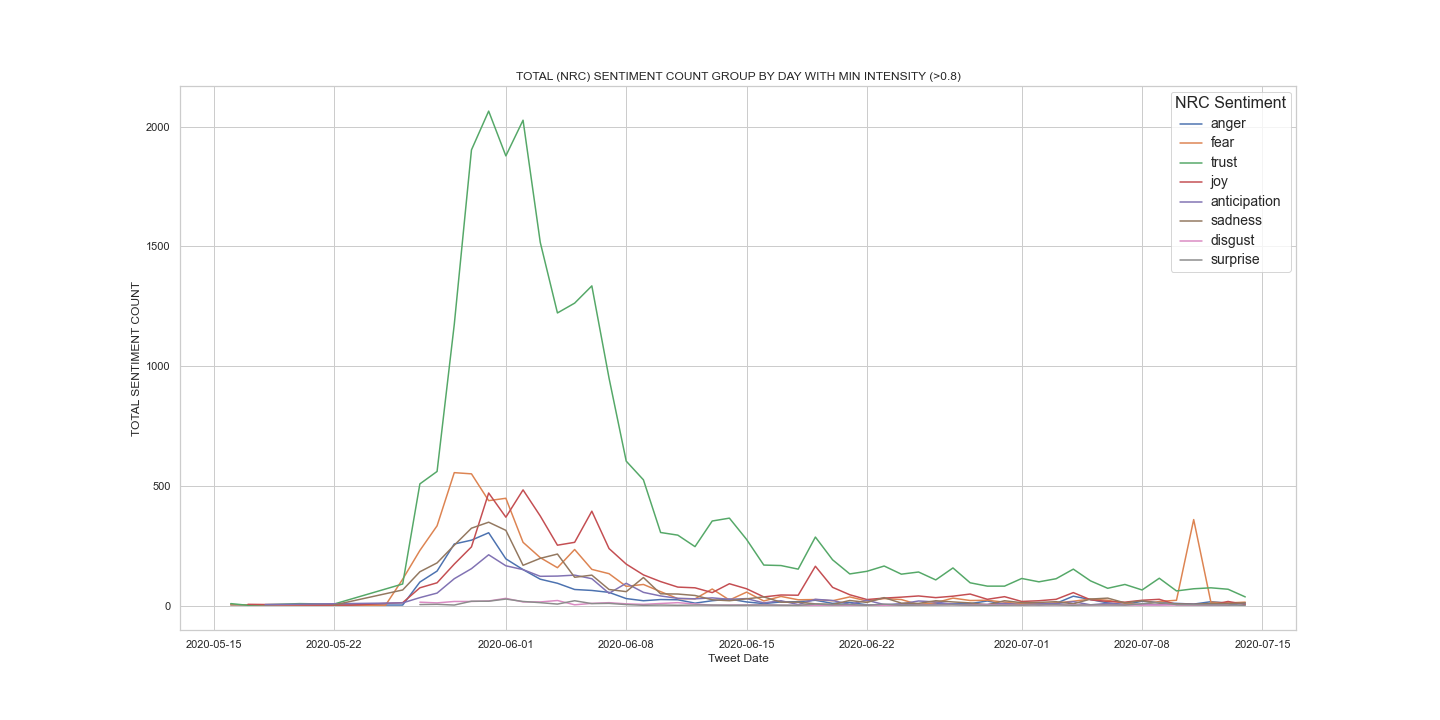 TOTAL (NRC) SENTIMENT COUNT GROUP BY DAY WITH MIN INTENSITY (>0.8)
NRC Sentiment
anger
fear
trust
joy
anticipation
sadness
disgust
surprise
TOTAL SENTIMENT COUNT
2000
1500
1000
500
0
2020-05-15 2020-05-22 2020-06-01 2020-06-08 2020-06-15 2020-06-22 2020-07-01 2020-07-08 2020-07-15
Tweet Date